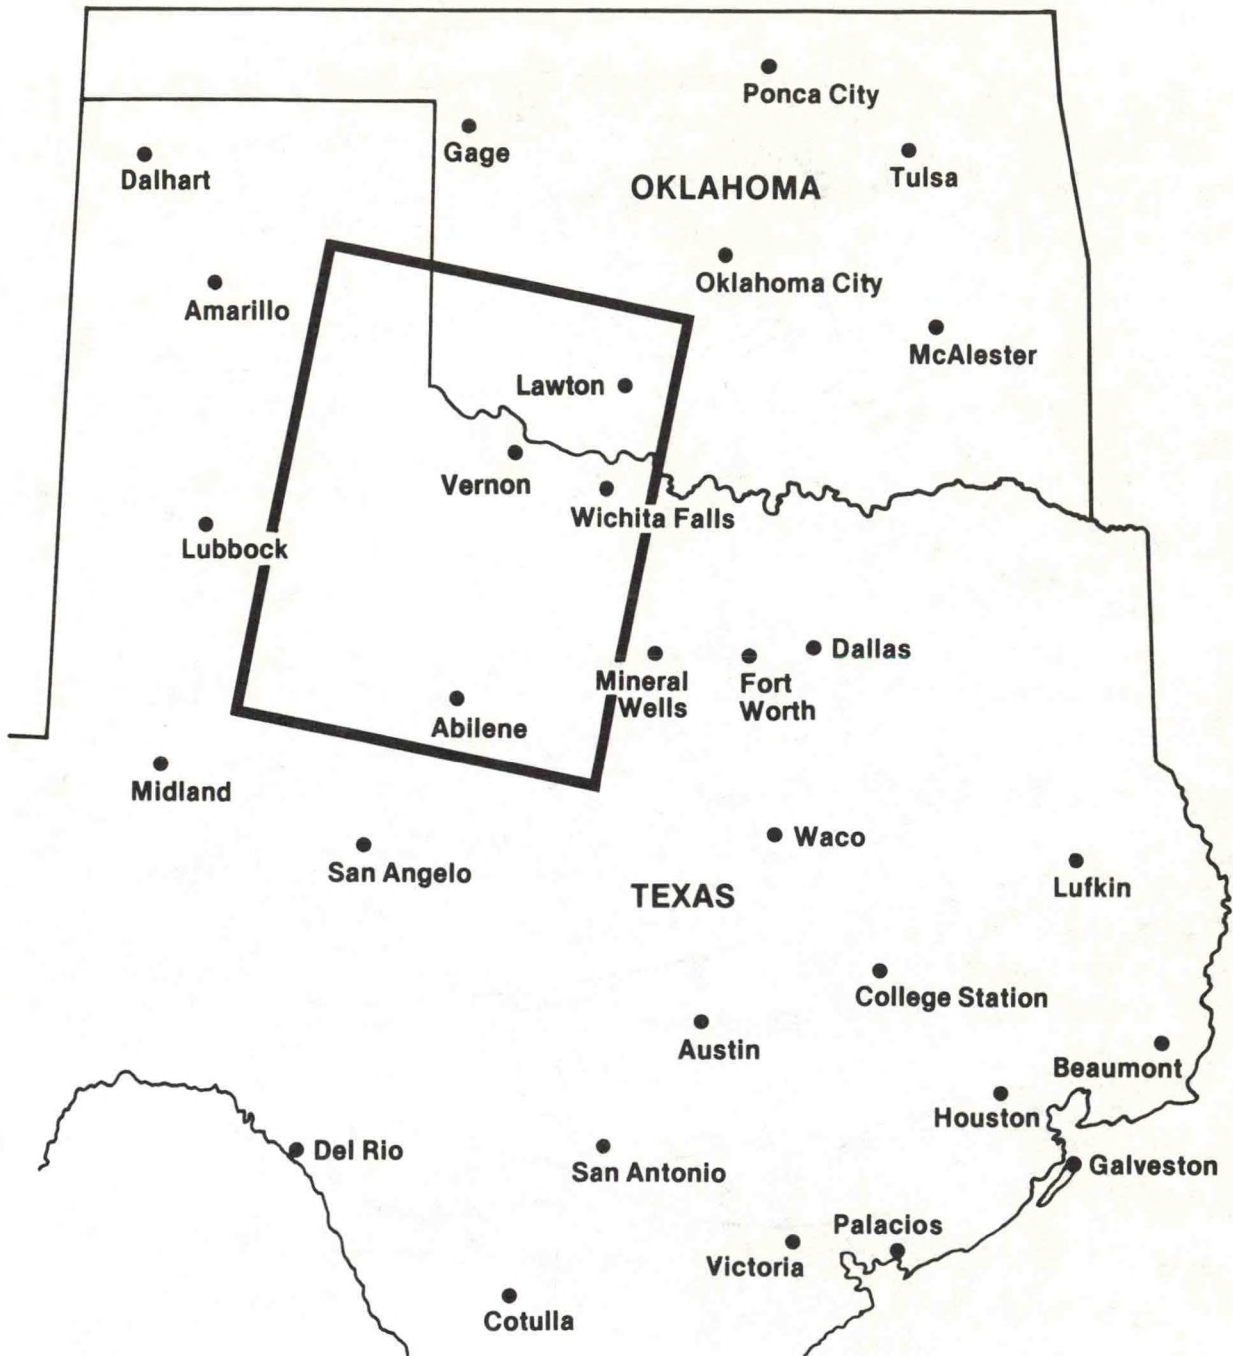 Ponca City
Gage
Dalhart
Tulsa
OKLAHOMA
Oklahoma City
Amarillo
McAlester
Lawton
Vernon
Wichita Falls
Lubbock
Dallas
Mineral
Wells
Fort
Worth
Abilene
Midland
Waco
San Angelo
Lufkin
TEXAS
College Station
Austin
Beaumont
Houston
Del Rio
San Antonio
Galveston
Palacios
Victoria
Cotulla